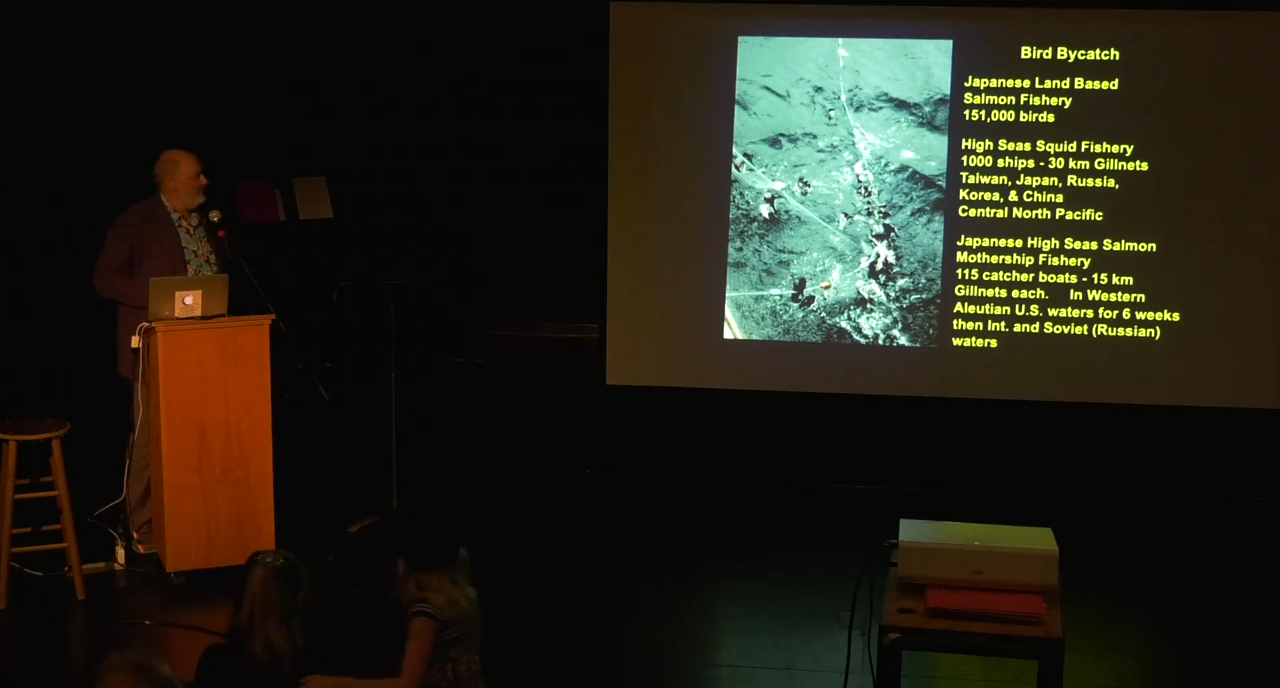 Bird Bycatch
Japanese Land Based
Salmon Fishery
151,000 birds
High Seas Squid Fishery
1000 ships - 30 km Gillnets
Taiwan, Japan, Russia,
Korea, & China
Central North Pacific
Japanese High Seas Salmon
Mothership Fishery
115 catcher boats - 15 km
Gillnets each. In Western
Aleutian U.S. waters for 6 weeks
then Int. and Soviet (Russian)
waters